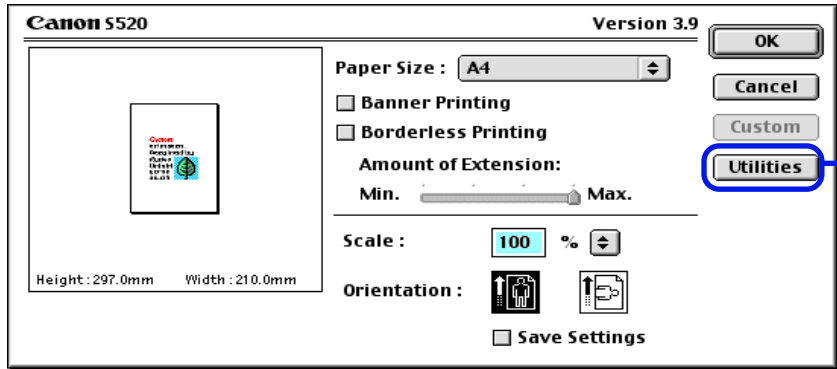 Canon S520
Version 3.9
OK
Paper Size : A4
Cancel
Banner Printing
Custom
Borderless Printing
Utilities
Amount of Extension:
Min. Max.
Canon
Scale : 100 %
Height:297.0mm Width:210.0mm
Orientation :
Save Settings